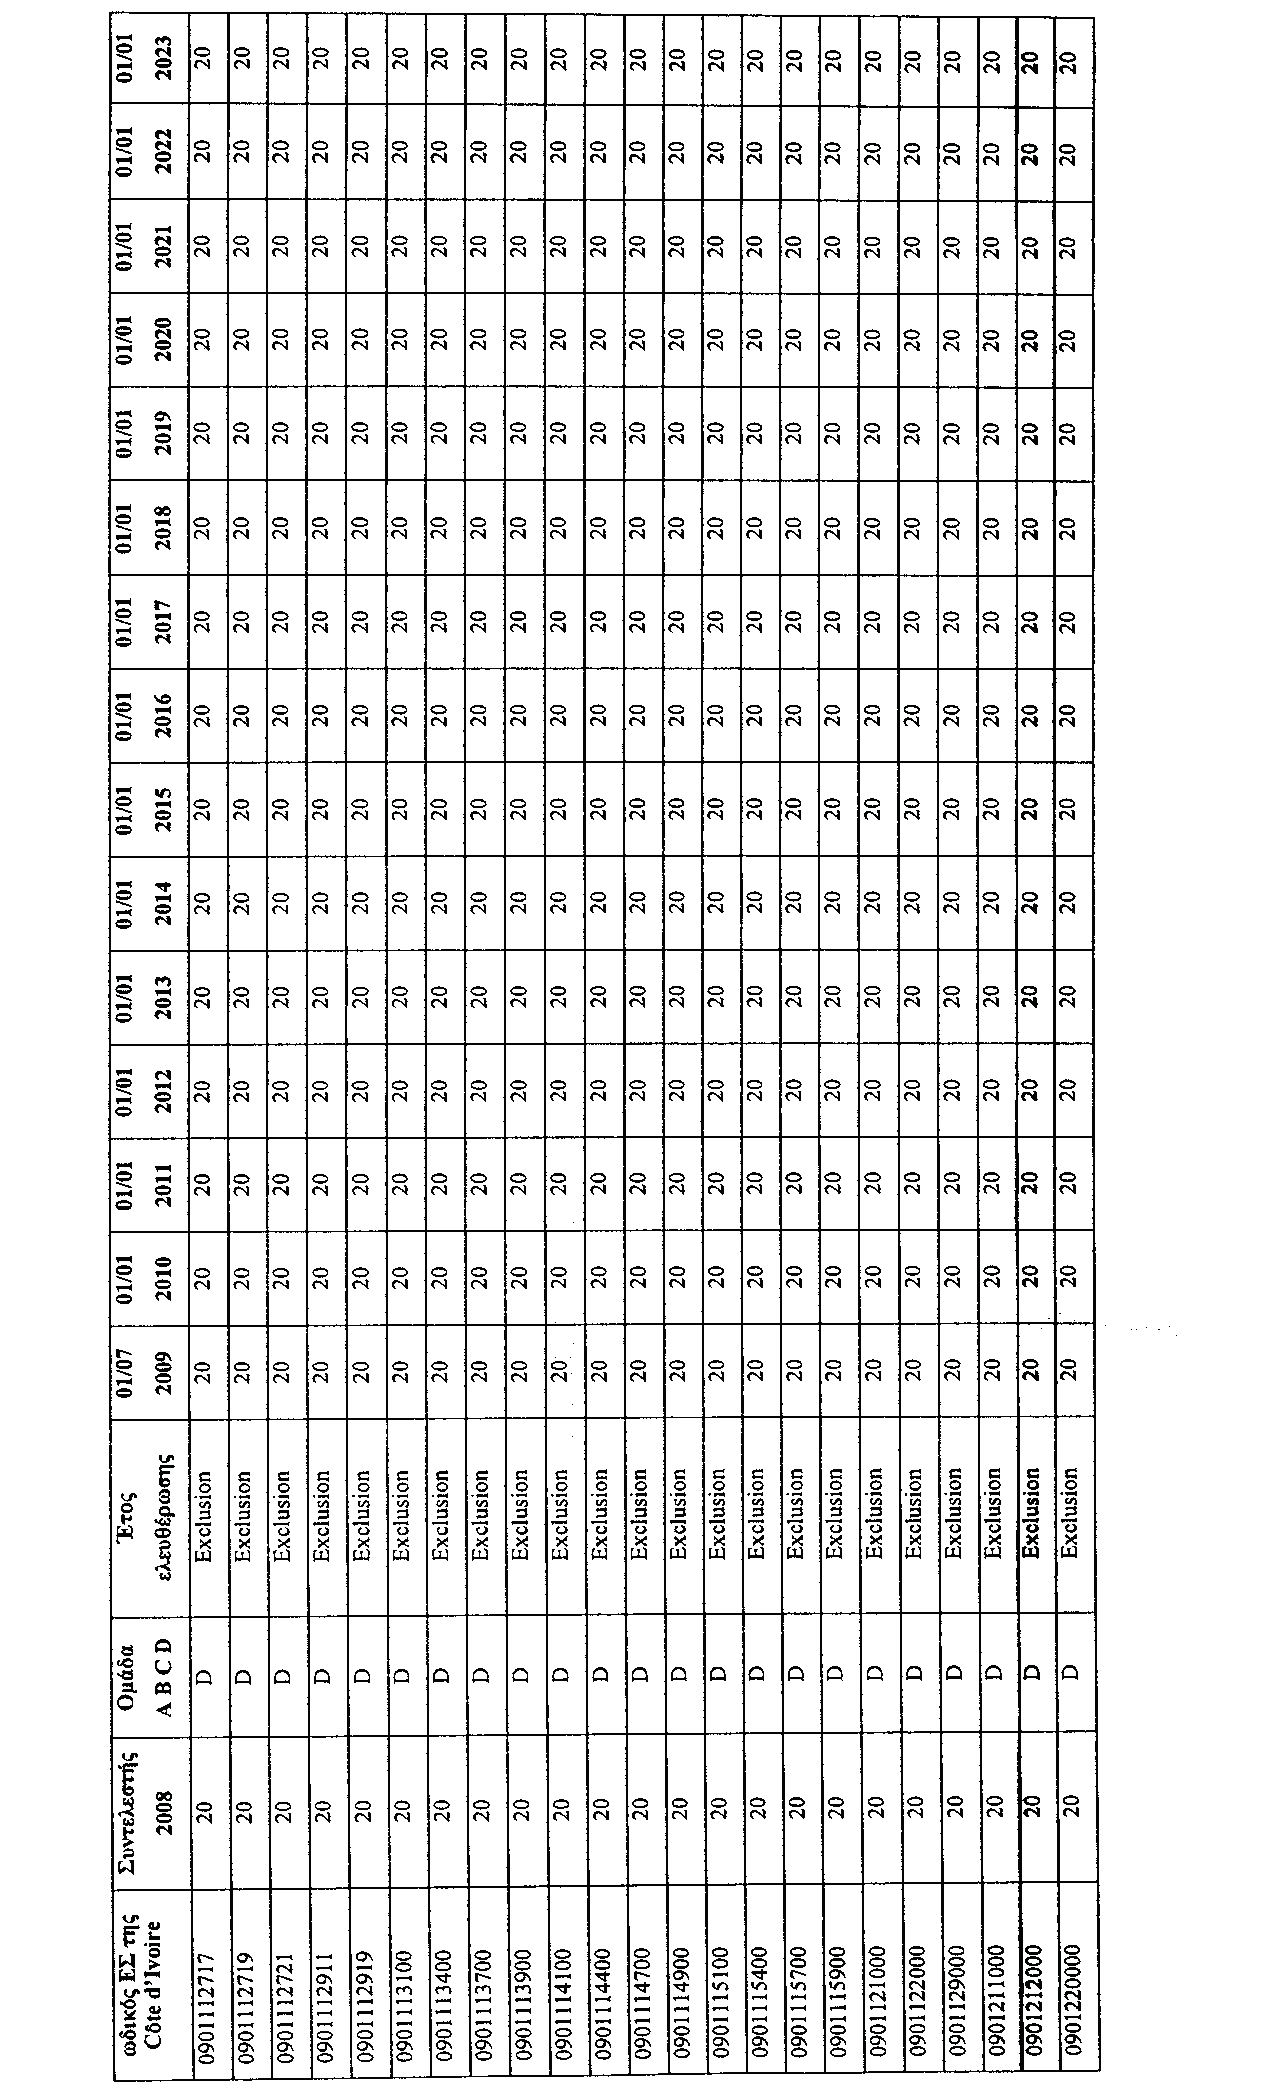 ωδικός ΕΣ της Côte d'Ivoire Συντελεστής 2008 Ομάδα A B C D Έτος ελευθέρωσης 01/07 2009 01/01 2010 01/01 2011 01/01 2012 01/01 2013 01/01 2014 01/01 2015 01/01 2016 01/01 2017 01/01 2018 01/01 2019 01/01 2020 01/01 2021 01/01 2022 01/01 2023
0901112717 20 D Exclusion 20 20 20 20 20 20 20 20 20 20 20 20 20 20 20
0901112719 20 D Exclusion 20 20 20 20 20 20 20 20 20 20 20 20 20 20 20
0901112721 20 D Exclusion 20 20 20 20 20 20 20 20 20 20 20 20 20 20 20
0901112911 20 D Exclusion 20 20 20 20 20 20 20 20 20 20 20 20 20 20 20
0901112919 20 D Exclusion 20 20 20 20 20 20 20 20 20 20 20 20 20 20 20
0901113100 20 D Exclusion 20 20 20 20 20 20 20 20 20 20 20 20 20 20 20
0901113400 20 D Exclusion 20 20 20 20 20 20 20 20 20 20 20 20 20 20 20
0901113700 20 D Exclusion 20 20 20 20 20 20 20 20 20 20 20 20 20 20 20
0901113900 20 D Exclusion 20 20 20 20 20 20 20 20 20 20 20 20 20 20 20
0901114100 20 D Exclusion 20 20 20 20 20 20 20 20 20 20 20 20 20 20 20
0901114400 20 D Exclusion 20 20 20 20 20 20 20 20 20 20 20 20 20 20 20
0901114700 20 D Exclusion 20 20 20 20 20 20 20 20 20 20 20 20 20 20 20
0901114900 20 D Exclusion 20 20 20 20 20 20 20 20 20 20 20 20 20 20 20
0901115100 20 D Exclusion 20 20 20 20 20 20 20 20 20 20 20 20 20 20 20
0901115400 20 D Exclusion 20 20 20 20 20 20 20 20 20 20 20 20 20 20 20
0901115700 20 D Exclusion 20 20 20 20 20 20 20 20 20 20 20 20 20 20 20
0901115900 20 D Exclusion 20 20 20 20 20 20 20 20 20 20 20 20 20 20 20
0901121000 20 D Exclusion 20 20 20 20 20 20 20 20 20 20 20 20 20 20 20
0901122000 20 D Exclusion 20 20 20 20 20 20 20 20 20 20 20 20 20 20 20
0901129000 20 D Exclusion 20 20 20 20 20 20 20 20 20 20 20 20 20 20 20
0901211000 20 D Exclusion 20 20 20 20 20 20 20 20 20 20 20 20 20 20 20
0901212000 20 D Exclusion 20 20 20 20 20 20 20 20 20 20 20 20 20 20 20
0901220000 20 D Exclusion 20 20 20 20 20 20 20 20 20 20 20 20 20 20 20